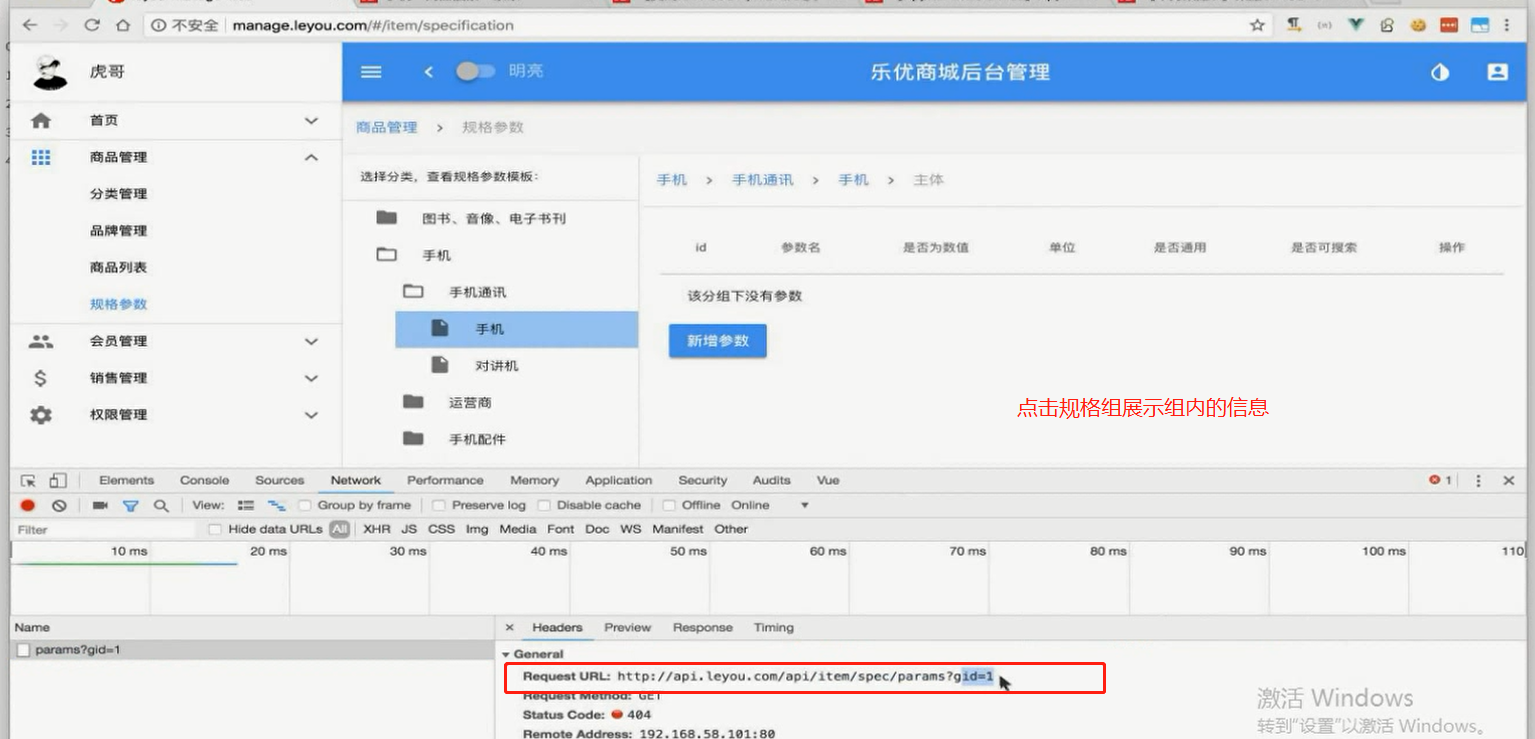 不安全 manage.leyou.com/#/item/specification
虎哥
明亮
乐优商城后台管理
首页
商品管理
分类管理
品牌管理
商品列表
规格参数
会员管理
销售管理
权限管理
商品管理 > 规格参数
选择分类，查看规格参数模板:
图书、音像、电子书刊
手机
手机通讯
手机
对讲机
运营商
手机配件
手机 > 手机通讯 > 手机 > 主体
id 参数名 是否为数值 单位 是否通用 是否可搜索 操作
该分组下没有参数
新增参数
点击规格组展示组内的信息
Elements Console Sources Network Performance Memory Application Security Audits Vue 1
View: Group by frame Preserve log Disable cache Offline Online
Filter Hide data URLs All XHR JS CSS Img Media Font Doc WS Manifest Other
10 ms 20 ms 30 ms 40 ms 50 ms 60 ms 70 ms 80 ms 90 ms 100 ms 110
Name
params?gid=1
× Headers Preview Response Timing
General
Request URL: http://api.leyou.com/api/item/spec/params?gid=1
Request Method: GET
Status Code: 404
Remote Address: 192.168.58.101:80
激活 Windows
转到“设置”以激活 Windows。